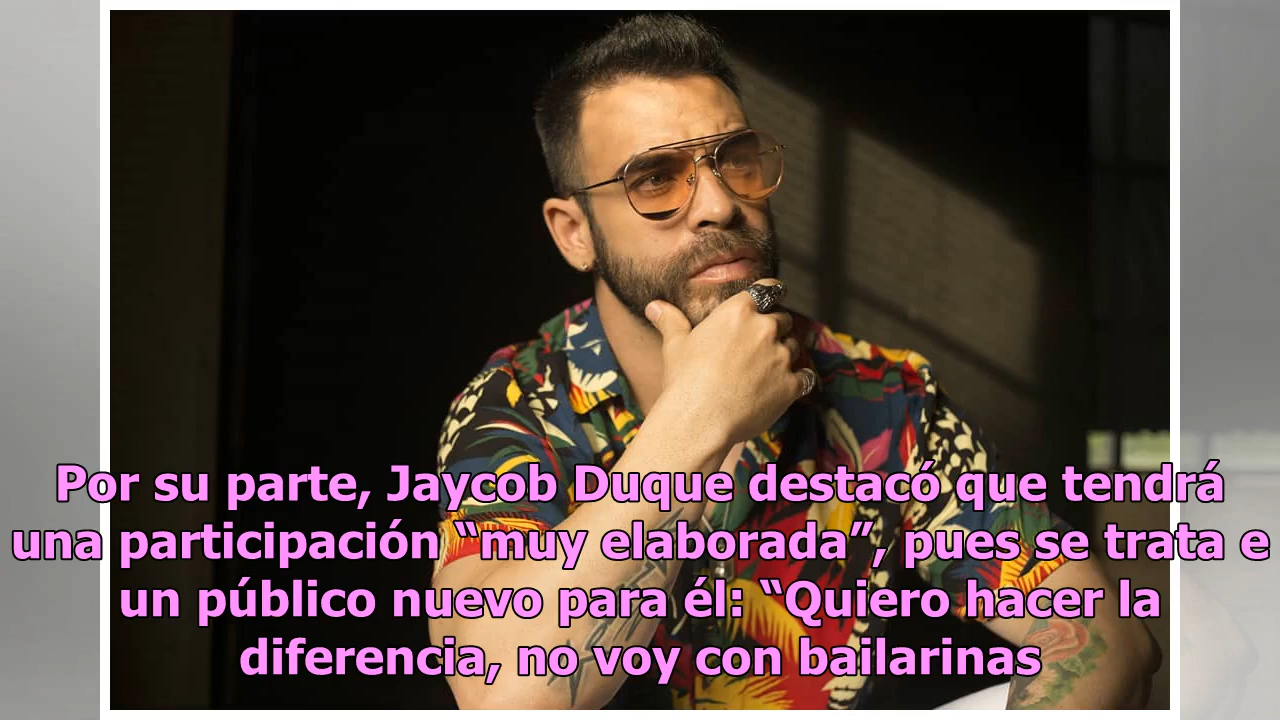 Por su parte, Jaycob Duque destacó que tendrá
una participación “muy elaborada”, pues se trata e
un público nuevo para él: “Quiero hacer la
diferencia, no voy con bailarinas